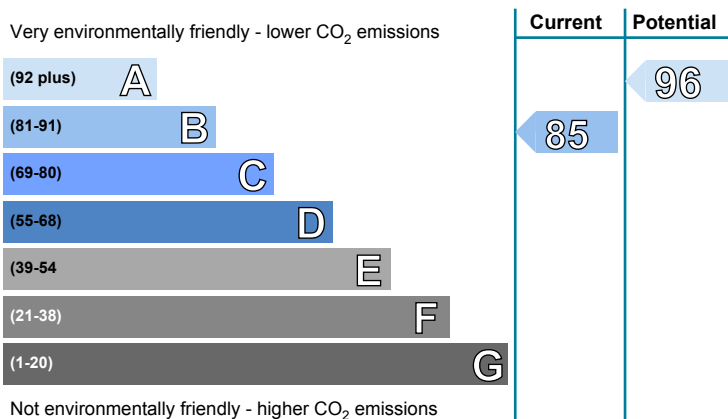 Very environmentally friendly - lower CO2 emissions
Current
Potential
(92 plus) A
96
(81-91) B
85
(69-80) C
(55-68) D
(39-54 E
(21-38) F
(1-20) G
Not environmentally friendly - higher CO2 emissions